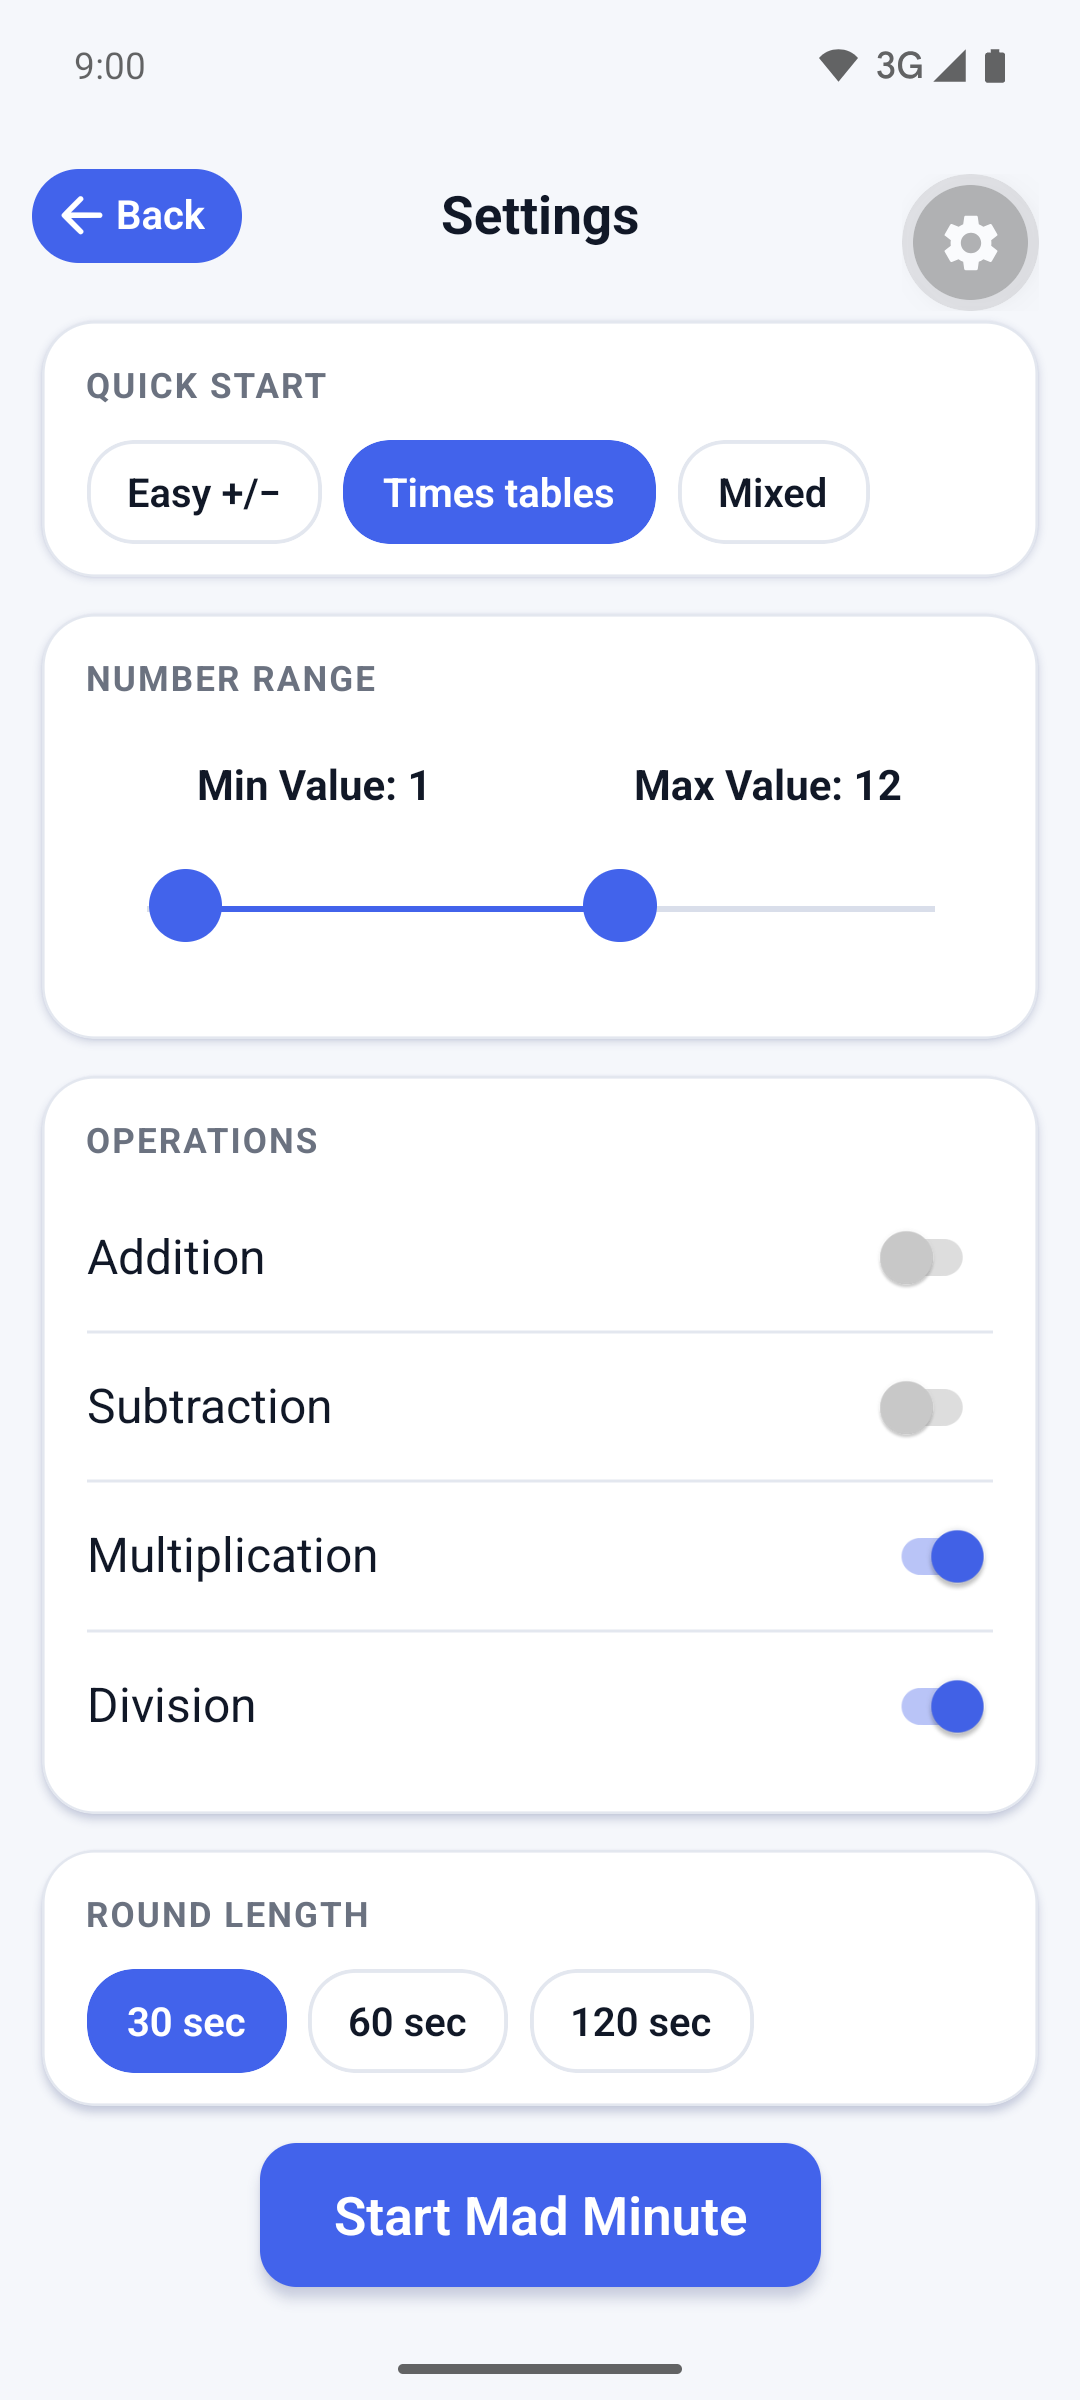 9:00
3G
Back
Settings
QUICK START
Easy +/−
Times tables
Mixed
NUMBER RANGE
Min Value: 1
Max Value: 12
OPERATIONS
Addition
Subtraction
Multiplication
Division
ROUND LENGTH
30 sec
60 sec
120 sec
Start Mad Minute